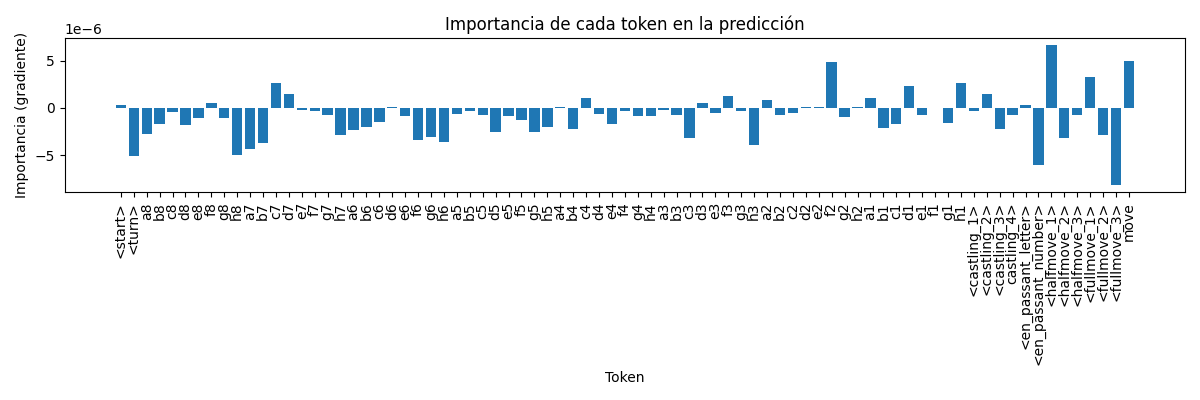 Importancia de cada token en la predicción
1e−6
Importancia (gradiente)
5
0
−5
<start>
<turn>
a8
b8
c8
d8
e8
f8
g8
h8
a7
b7
c7
d7
e7
f7
g7
h7
a6
b6
c6
d6
e6
f6
g6
h6
a5
b5
c5
d5
e5
f5
g5
h5
a4
b4
c4
d4
e4
f4
g4
h4
a3
b3
c3
d3
e3
f3
g3
h3
a2
b2
c2
d2
e2
f2
g2
h2
a1
b1
c1
d1
e1
f1
g1
h1
<castling_1>
<castling_2>
<castling_3>
castling_4>
<en_passant_letter>
<en_passant_number>
<halfmove_1>
<halfmove_2>
<halfmove_3>
<fullmove_1>
<fullmove_2>
<fullmove_3>
move
Token